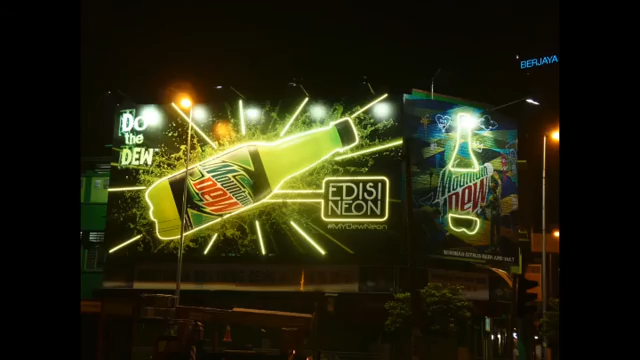 Do
the
DEW
Mountain
DEW
EDISI
NEON
#MYDewNeon
Mountain
DEW
BERJAYA